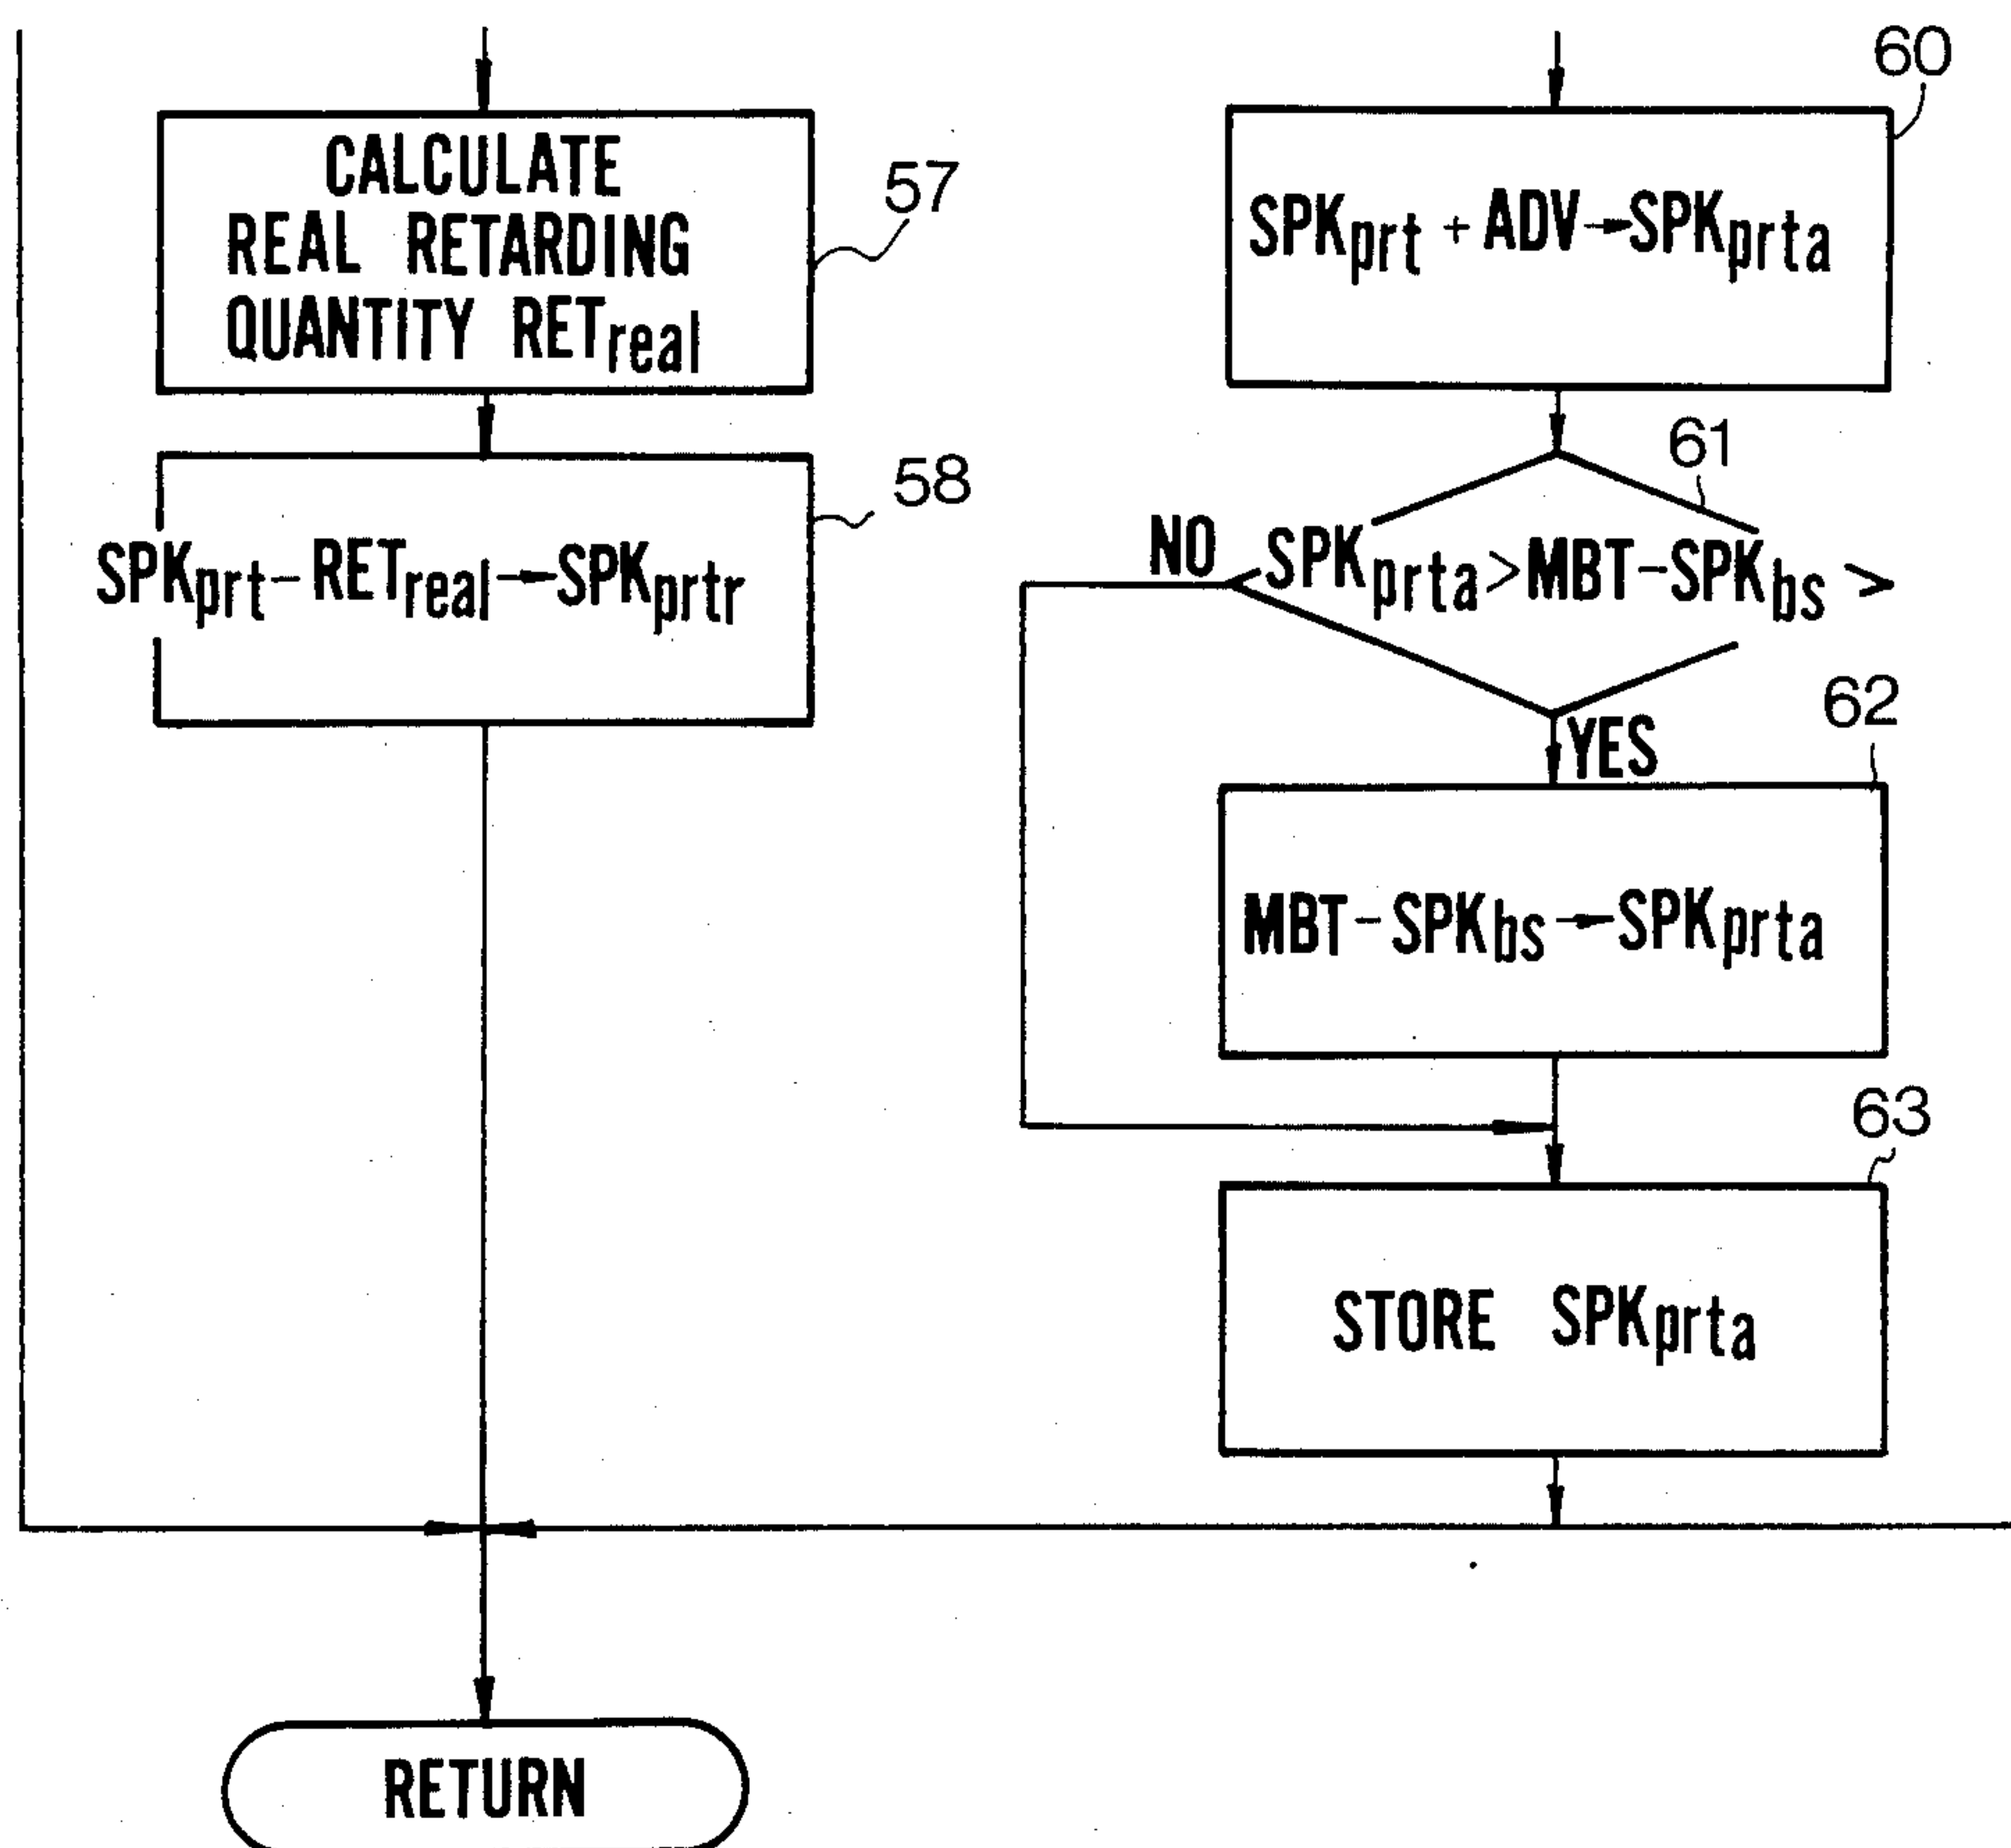 CALCULATE
REAL RETARDING
QUANTITY RETreal
57
SPKprt-RETreal→SPKprtr
58
60
SPKprt+ADV→SPKprta
61
NO
SPKprta>MBT-SPKbs
YES
62
MBT-SPKbs→SPKprta
63
STORE SPKprta
RETURN